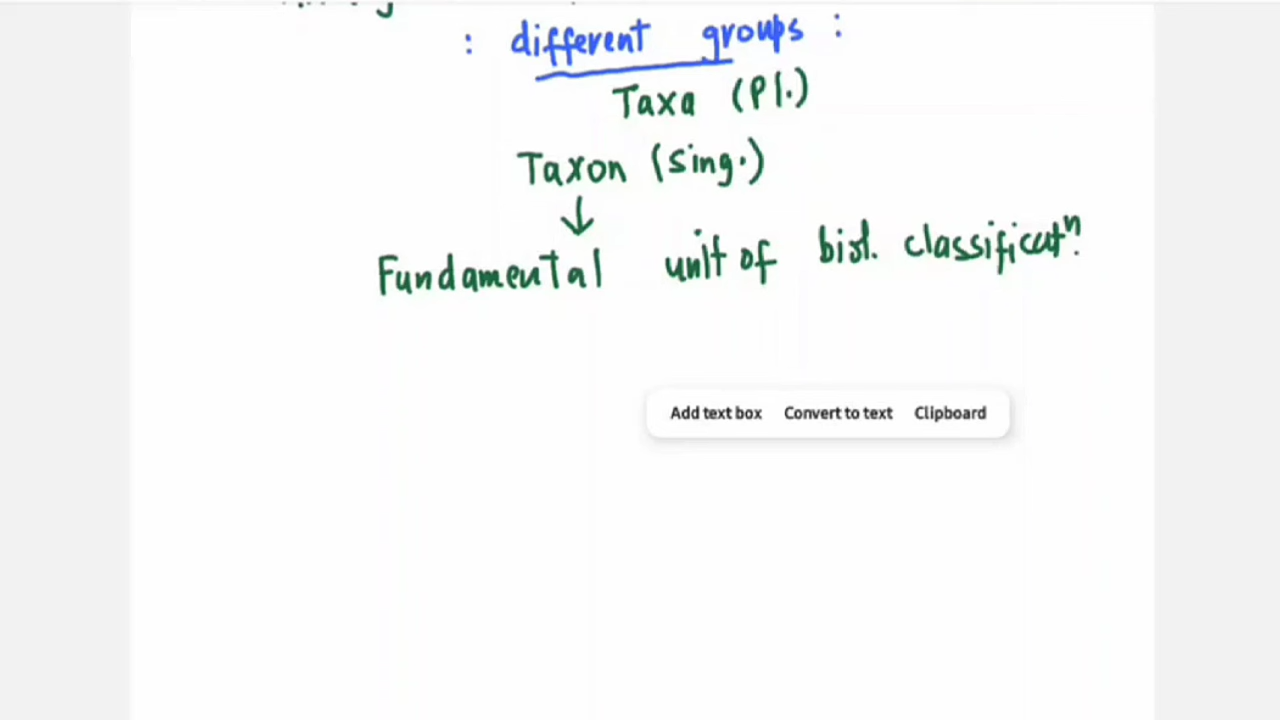 : different groups :
Taxa (Pl.)
Taxon (Sing.)
↓
Fundamental unit of biol. classificatⁿ.
Add text box Convert to text Clipboard